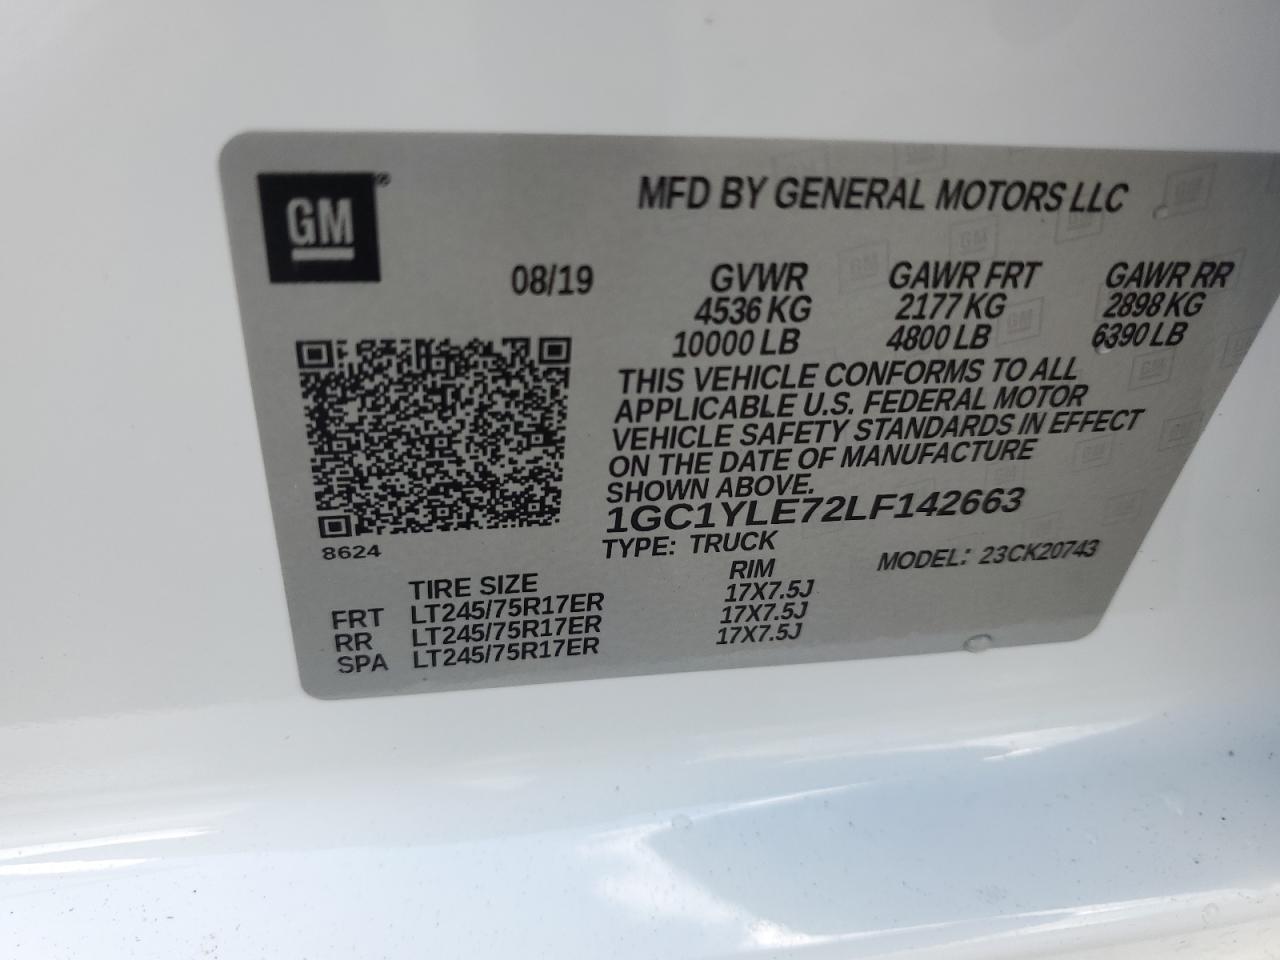 GM®
MFD BY GENERAL MOTORS LLC
08/19 GVWR GAWR FRT GAWR RR
4536 KG 2177 KG 2898 KG
10000 LB 4800 LB 6390 LB
THIS VEHICLE CONFORMS TO ALL
APPLICABLE U.S. FEDERAL MOTOR
VEHICLE SAFETY STANDARDS IN EFFECT
ON THE DATE OF MANUFACTURE
SHOWN ABOVE.
1GC1YLE72LF142663
8624
TYPE: TRUCK MODEL: 23CK20743
TIRE SIZE RIM
FRT LT245/75R17ER 17X7.5J
RR LT245/75R17ER 17X7.5J
SPA LT245/75R17ER 17X7.5J